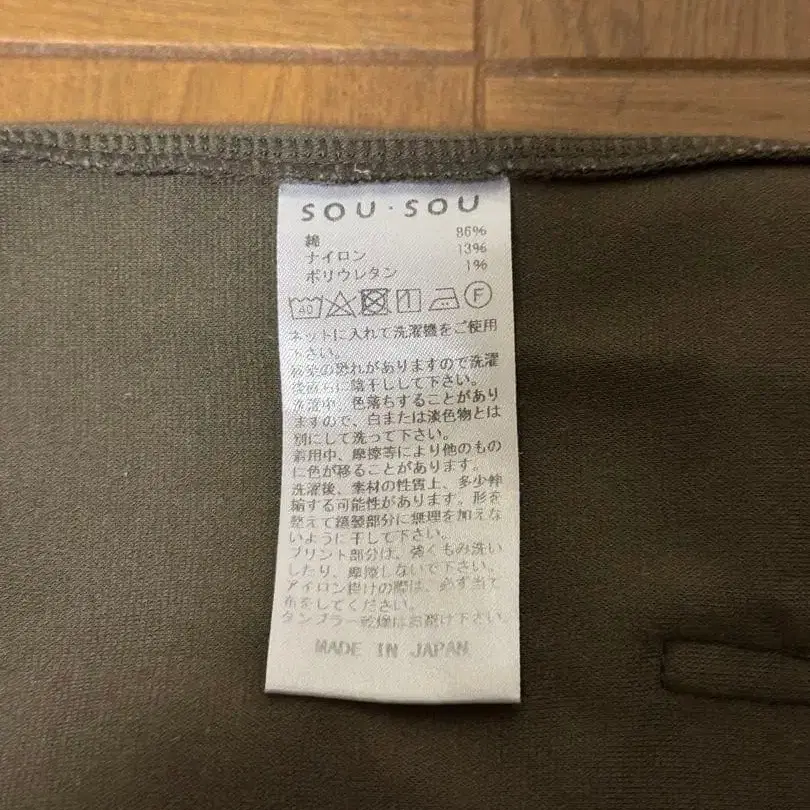 SOU・SOU
綿 86%
ナイロン 13%
ポリウレタン 1%
40 F
ネットに入れて洗濯機をご使用
下さい。
移染の恐れがありますので洗濯
後直ちに陰干しして下さい。
洗濯中、色落ちすることがあり
ますので、白または淡色物とは
別にして洗って下さい。
着用中、摩擦等により他のもの
に色が移ることがあります。
洗濯後、素材の性質上、多少伸
縮する可能性があります。形を
整えて縫製部分に無理を加えな
いように干して下さい。
プリント部分は、強くもみ洗い
したり、摩擦しないで下さい。
アイロン掛けの際は、必ず当て
布をしてください。
タンブラー乾燥はお避け下さい。
MADE IN JAPAN